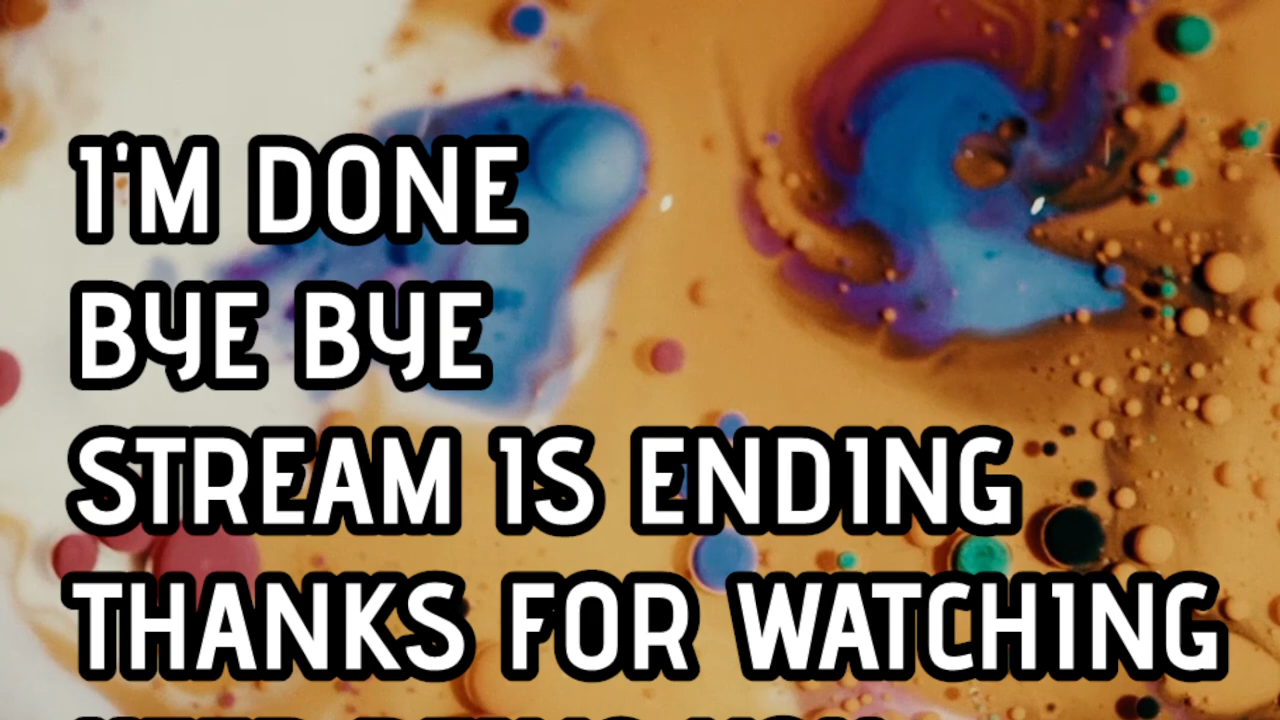 I'M DONE
BYE BYE
STREAM IS ENDING
THANKS FOR WATCHING